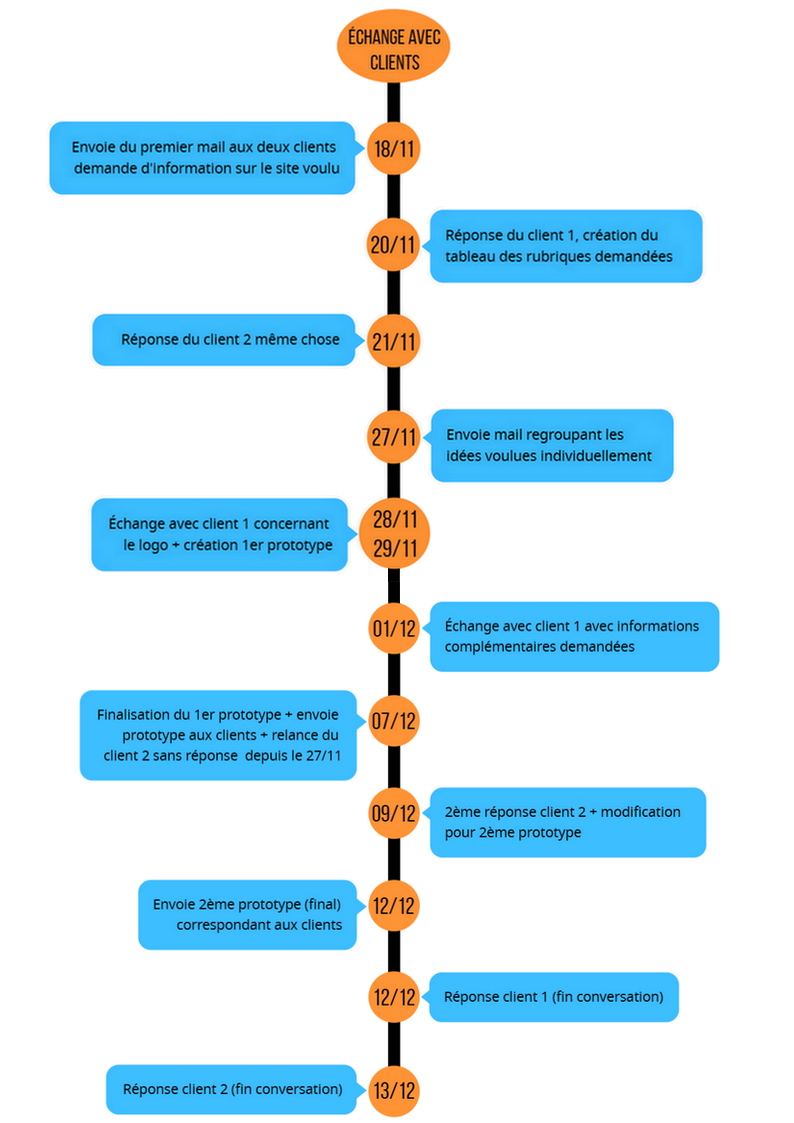 ÉCHANGE AVEC
CLIENTS
18/11
Envoie du premier mail aux deux clients
demande d'information sur le site voulu
20/11
Réponse du client 1, création du
tableau des rubriques demandées
21/11
Réponse du client 2 même chose
27/11
Envoie mail regroupant les
idées voulues individuellement
28/11
29/11
Échange avec client 1 concernant
le logo + création 1er prototype
01/12
Échange avec client 1 avec informations
complémentaires demandées
07/12
Finalisation du 1er prototype + envoie
prototype aux clients + relance du
client 2 sans réponse depuis le 27/11
09/12
2ème réponse client 2 + modification
pour 2ème prototype
12/12
Envoie 2ème prototype (final)
correspondant aux clients
12/12
Réponse client 1 (fin conversation)
13/12
Réponse client 2 (fin conversation)